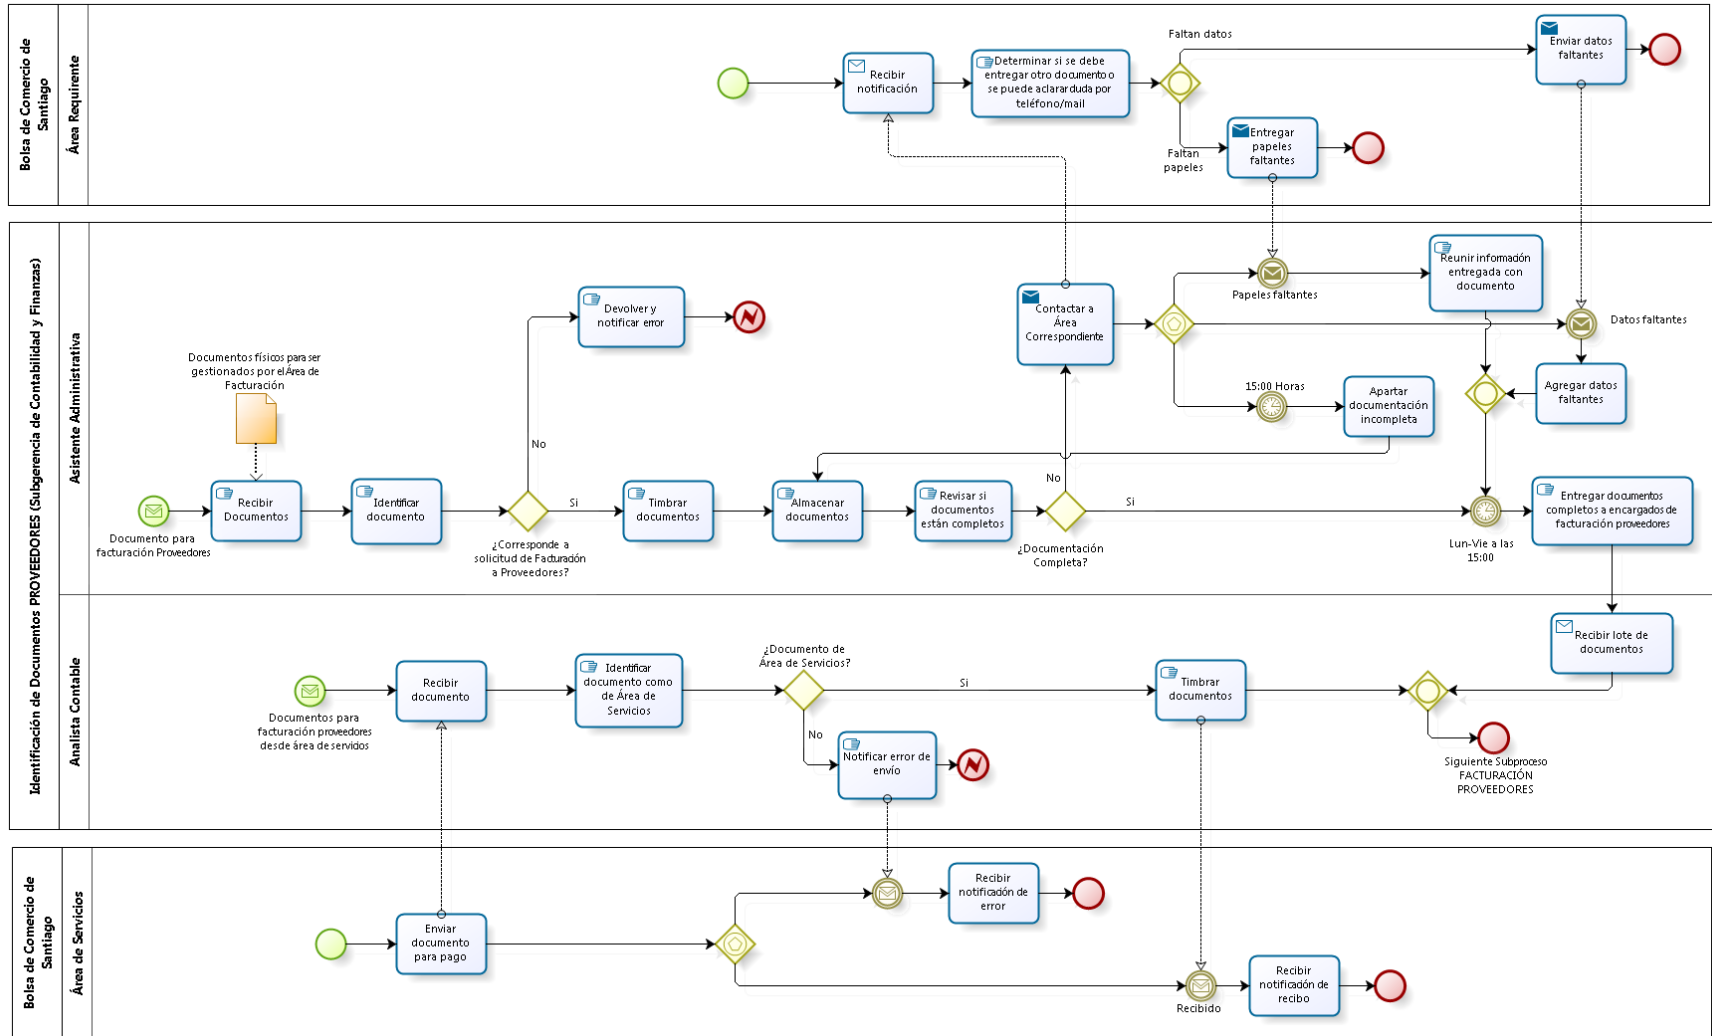 Bolsa de Comercio de
Santiago
Área Requirente
Recibir
notificación
Determinar si se debe
entregar otro documento o
se puede aclarar duda por
teléfono/mail
Faltan datos
Faltan
papeles
Entregar
papeles
faltantes
Enviar datos
faltantes
Identificación de Documentos PROVEEDORES (Subgerencia de Contabilidad y Finanzas)
Asistente Administrativa
Documento para
facturación Proveedores
Documentos físicos para ser
gestionados por el Área de
Facturación
Recibir
Documentos
Identificar
documento
¿Corresponde a
solicitud de Facturación
a Proveedores?
No
Devolver y
notificar error
Si
Timbrar
documentos
Almacenar
documentos
Revisar si
documentos
están completos
¿Documentación
Completa?
No
Si
Contactar a
Área
Correspondiente
Papeles faltantes
Reunir información
entregada con
documento
Datos faltantes
15:00 Horas
Apartar
documentación
incompleta
Agregar datos
faltantes
Lun-Vie a las
15:00
Entregar documentos
completos a encargados de
facturación proveedores
Analista Contable
Documentos para
facturación proveedores
desde área de servicios
Recibir
documento
Identificar
documento como
de Área de
Servicios
¿Documento de
Área de Servicios?
Si
No
Notificar error de
envío
Timbrar
documentos
Recibir lote de
documentos
Siguiente Subproceso
FACTURACIÓN
PROVEEDORES
Bolsa de Comercio de
Santiago
Área de Servicios
Enviar
documento
para pago
Recibir
notificación de
error
Recibido
Recibir
notificación de
recibo